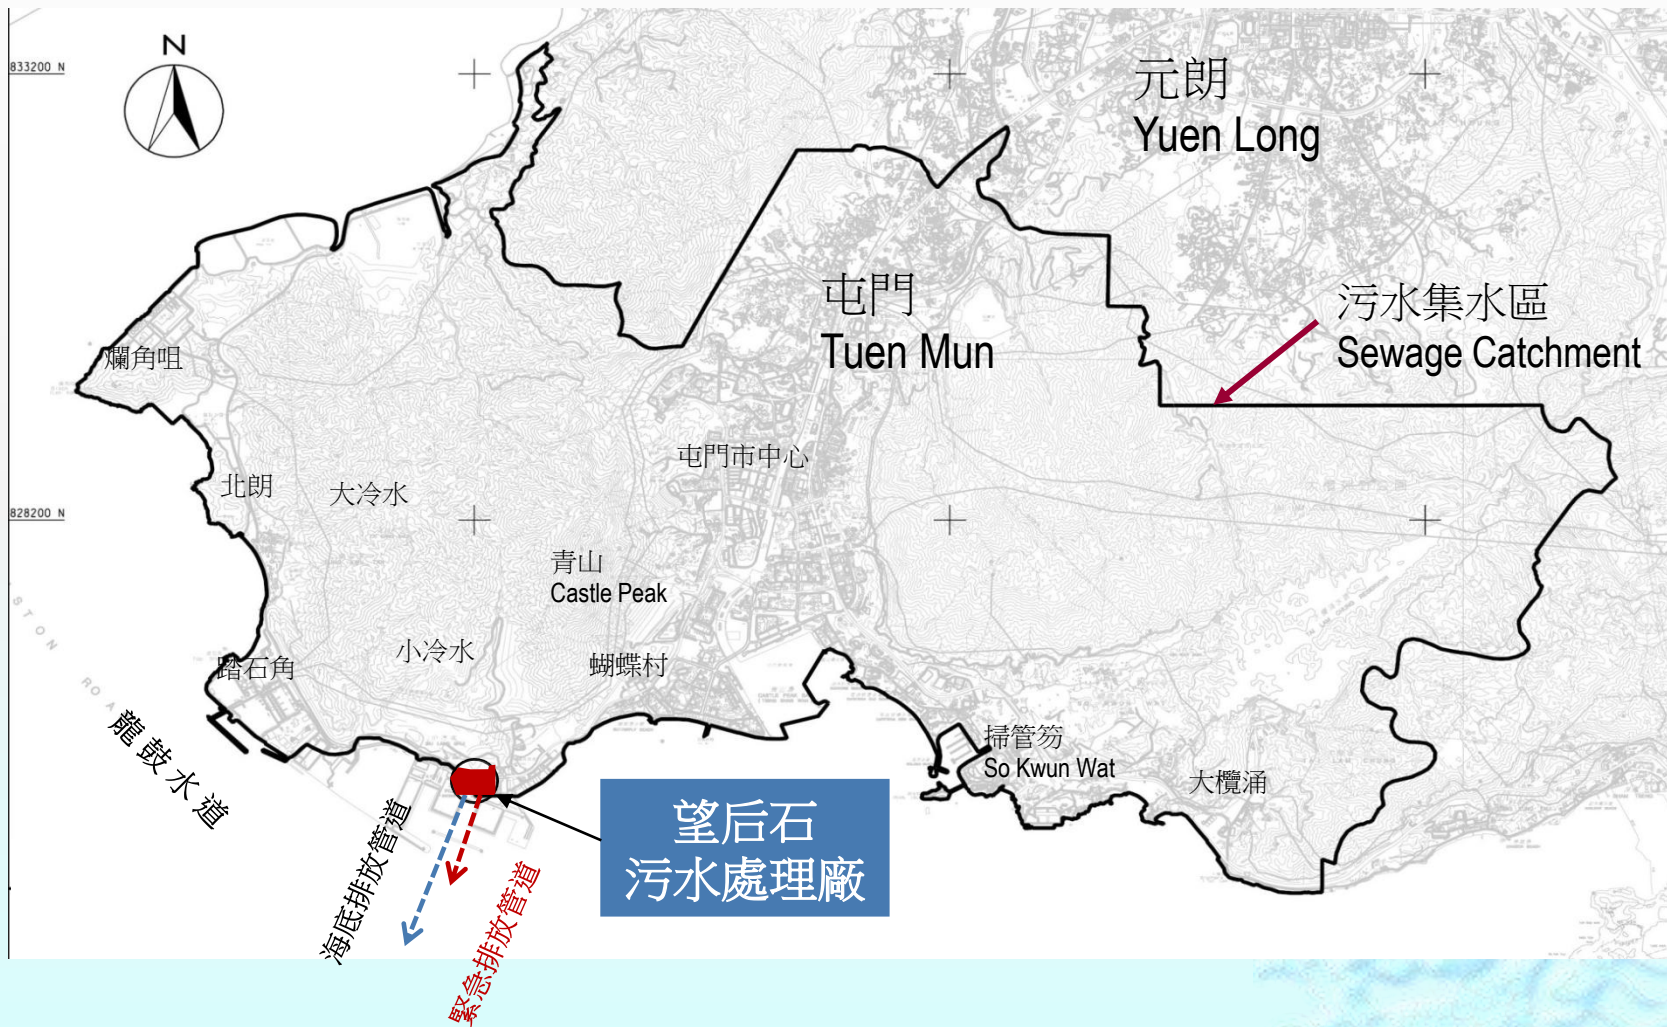 N
833200 N
元朗
Yuen Long
屯門
Tuen Mun
污水集水區
Sewage Catchment
爛角咀
屯門市中心
北朗
大冷水
828200 N
青山
Castle Peak
小冷水
蝴蝶村
踏石角
龍鼓水道
掃管笏
So Kwun Wat
大欖涌
望后石
污水處理廠
海底排放管道
緊急排放管道